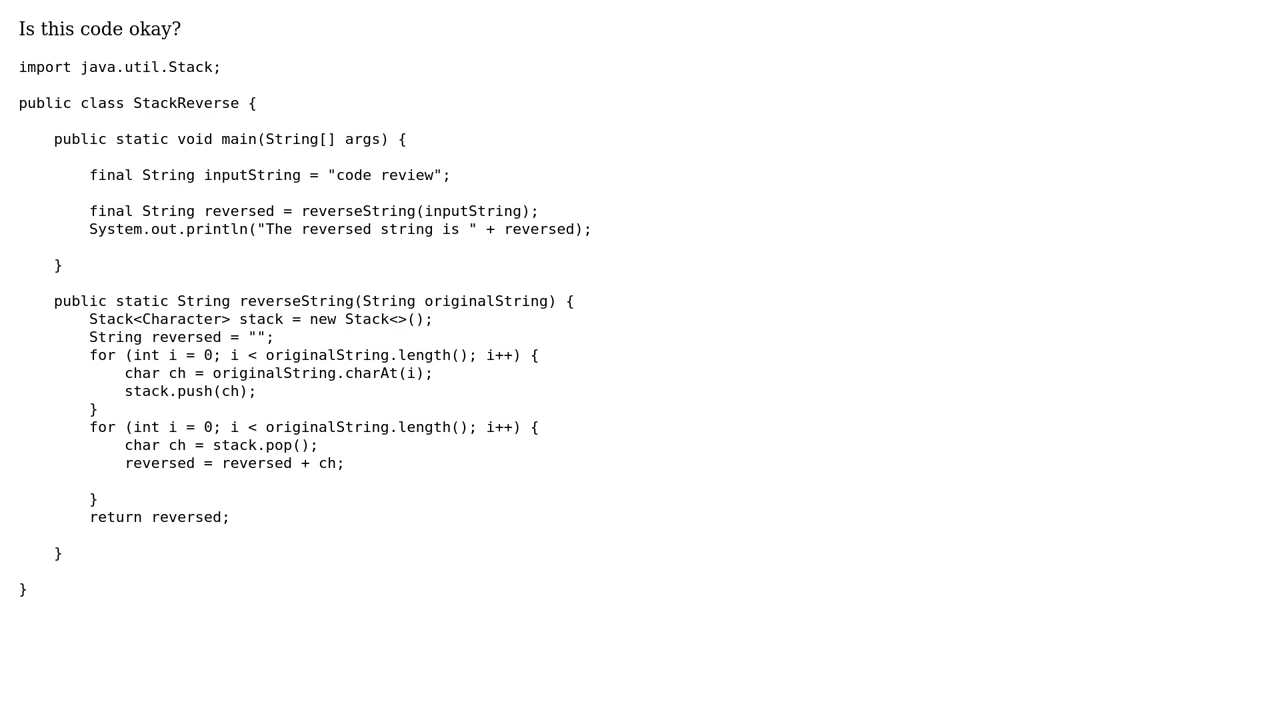 Is this code okay?
import java.util.Stack;
public class StackReverse {
    public static void main(String[] args) {
        final String inputString = "code review";
        final String reversed = reverseString(inputString);
        System.out.println("The reversed string is " + reversed);
    }
    public static String reverseString(String originalString) {
        Stack<Character> stack = new Stack<>();
        String reversed = "";
        for (int i = 0; i < originalString.length(); i++) {
            char ch = originalString.charAt(i);
            stack.push(ch);
        }
        for (int i = 0; i < originalString.length(); i++) {
            char ch = stack.pop();
            reversed = reversed + ch;
        }
        return reversed;
    }
}